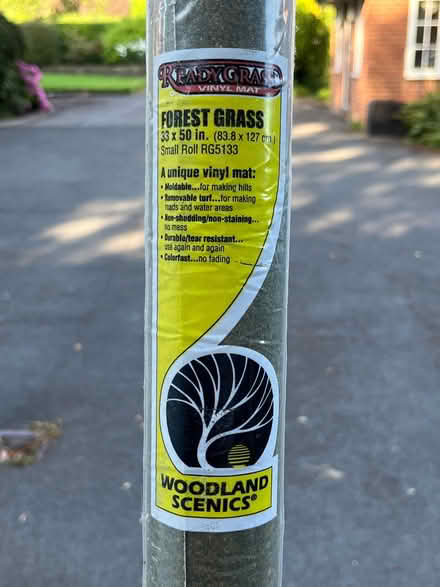 READYGRASS
VINYL MAT
FOREST GRASS
33 x 50 in. (83.8 x 127 cm)
Small Roll RG5133
A unique vinyl mat:
• Moldable...for making hills
• Removable turf...for making
roads and water areas
• Non-shedding/non-staining...
no mess
• Durable/tear resistant...
use again and again
• Colorfast...no fading
WOODLAND
SCENICS®